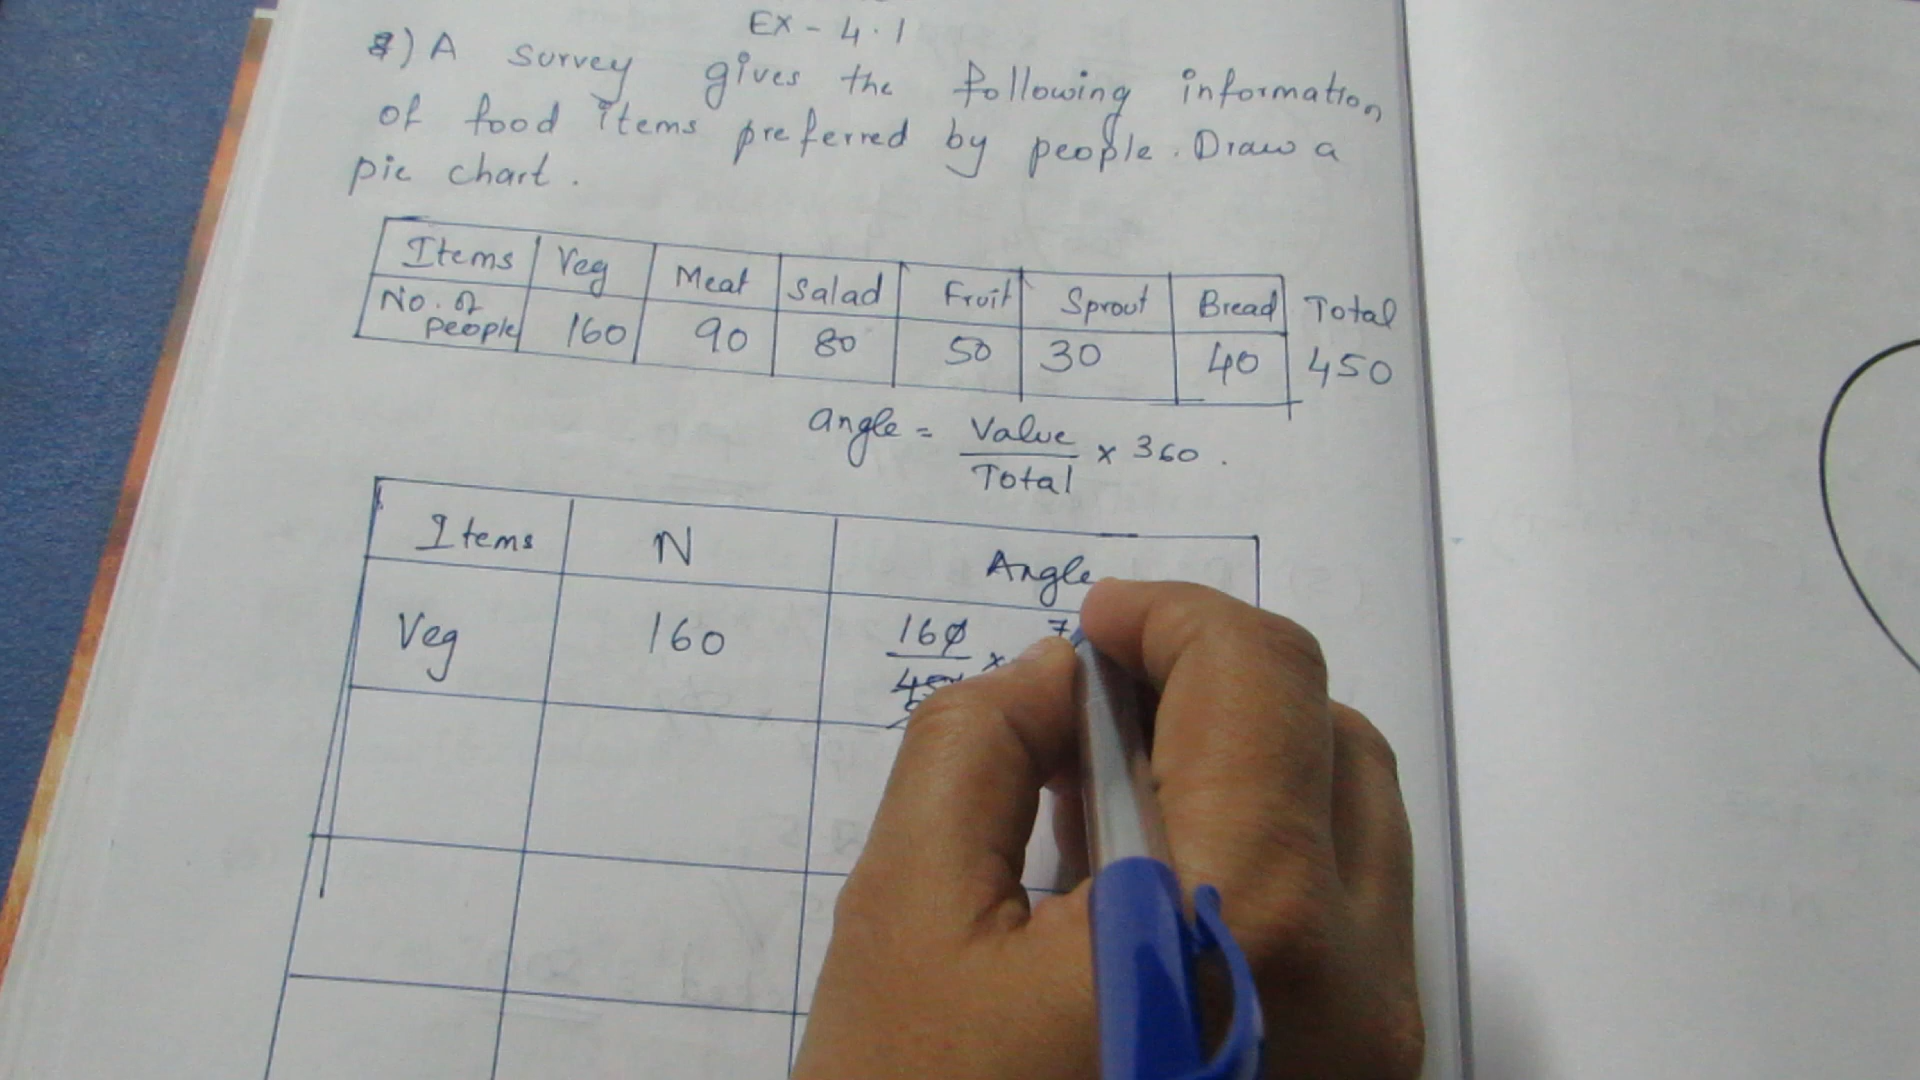 EX - 4.1
8) A survey gives the following information
of food items preferred by people. Draw a
pie chart.
Items Veg Meat Salad Fruit Sprout Bread Total
No. of people 160 90 80 50 30 40 450
angle = Value / Total × 360.
Items N Angle
Veg 160 160 / 450 × 7